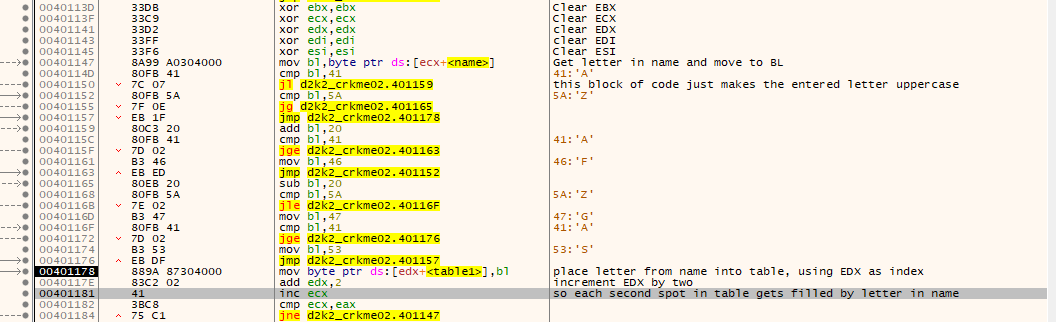 0040113D 33DB xor ebx,ebx Clear EBX
0040113F 33C9 xor ecx,ecx Clear ECX
00401141 33D2 xor edx,edx Clear EDX
00401143 33FF xor edi,edi Clear EDI
00401145 33F6 xor esi,esi Clear ESI
00401147 8A99 A0304000 mov bl,byte ptr ds:[ecx+<name>] Get letter in name and move to BL
0040114D 80FB 41 cmp bl,41 41:'A'
00401150 7C 07 jl d2k2_crkme02.401159 this block of code just makes the entered letter uppercase
00401152 80FB 5A cmp bl,5A 5A:'Z'
00401155 7F 0E jg d2k2_crkme02.401165
00401157 EB 1F jmp d2k2_crkme02.401178
00401159 80C3 20 add bl,20
0040115C 80FB 41 cmp bl,41 41:'A'
0040115F 7D 02 jge d2k2_crkme02.401163
00401161 B3 46 mov bl,46 46:'F'
00401163 EB ED jmp d2k2_crkme02.401152
00401165 80EB 20 sub bl,20
00401168 80FB 5A cmp bl,5A 5A:'Z'
0040116B 7E 02 jle d2k2_crkme02.40116F
0040116D B3 47 mov bl,47 47:'G'
0040116F 80FB 41 cmp bl,41 41:'A'
00401172 7D 02 jge d2k2_crkme02.401176
00401174 B3 53 mov bl,53 53:'S'
00401176 EB DF jmp d2k2_crkme02.401157
00401178 889A 87304000 mov byte ptr ds:[edx+<table1>],bl place letter from name into table, using EDX as index
0040117E 83C2 02 add edx,2 increment EDX by two
00401181 41 inc ecx so each second spot in table gets filled by letter in name
00401182 3BC8 cmp ecx,eax
00401184 75 C1 jne d2k2_crkme02.401147